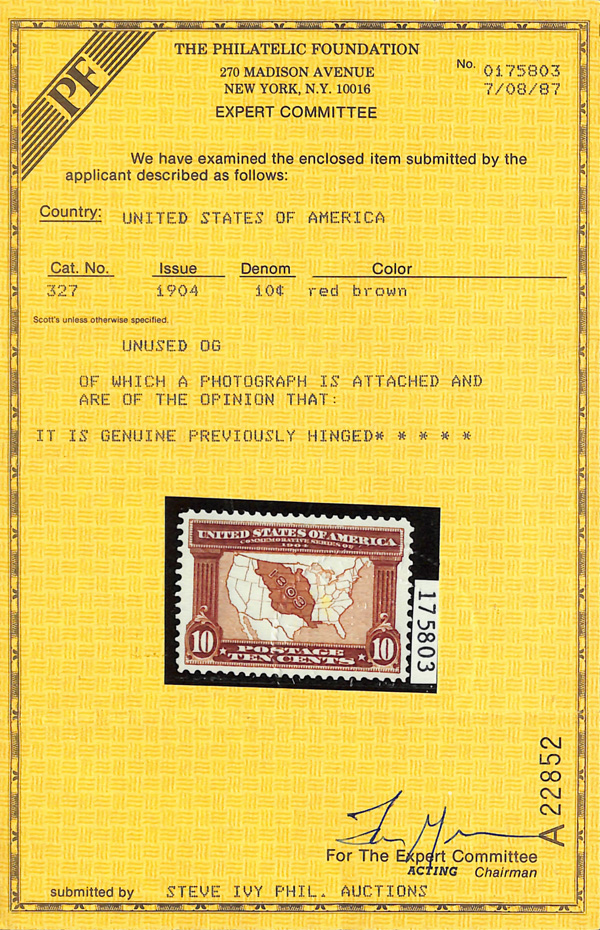 PF
THE PHILATELIC FOUNDATION
270 MADISON AVENUE
NEW YORK, N.Y. 10016
EXPERT COMMITTEE
No. 0175803
7/08/87
We have examined the enclosed item submitted by the
applicant described as follows:
Country: UNITED STATES OF AMERICA
Cat. No. Issue Denom Color
327 1904 10¢ red brown
Scott's unless otherwise specified.
UNUSED OG
OF WHICH A PHOTOGRAPH IS ATTACHED AND
ARE OF THE OPINION THAT:
IT IS GENUINE PREVIOUSLY HINGED* * * * *
UNITED STATES OF AMERICA
COMMEMORATIVE SERIES OF
1904
1803
10 POSTAGE 10
TEN CENTS
175803
A 22852
For The Expert Committee
ACTING Chairman
submitted by STEVE IVY PHIL. AUCTIONS